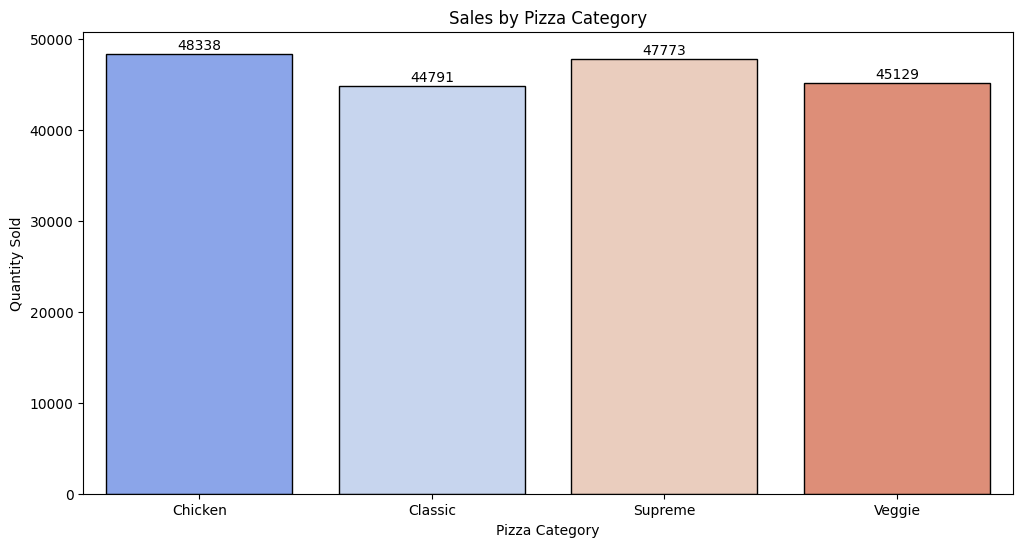 Sales by Pizza Category
50000
40000
30000
20000
10000
0
Quantity Sold
48338
44791
47773
45129
Chicken
Classic
Supreme
Veggie
Pizza Category